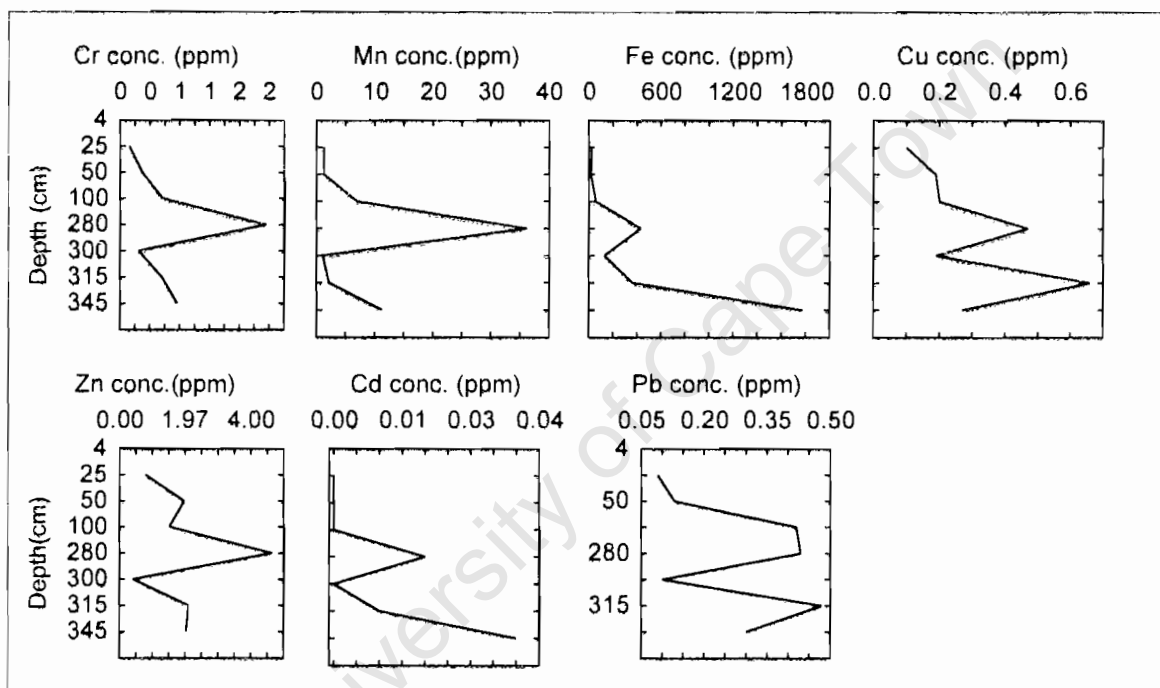 Cr conc. (ppm)
0 0 1 1 2 2
Mn conc.(ppm)
0 10 20 30 40
Fe conc. (ppm)
0 600 1200 1800
Cu conc. (ppm)
0.0 0.2 0.4 0.6
Depth (cm)
4
25
50
100
280
300
315
345
Zn conc.(ppm)
0.00 1.97 4.00
Cd conc. (ppm)
0.00 0.01 0.03 0.04
Pb conc. (ppm)
0.05 0.20 0.35 0.50
Depth(cm)
4
25
50
100
280
300
315
345
4
50
280
315
versity of Cape Town